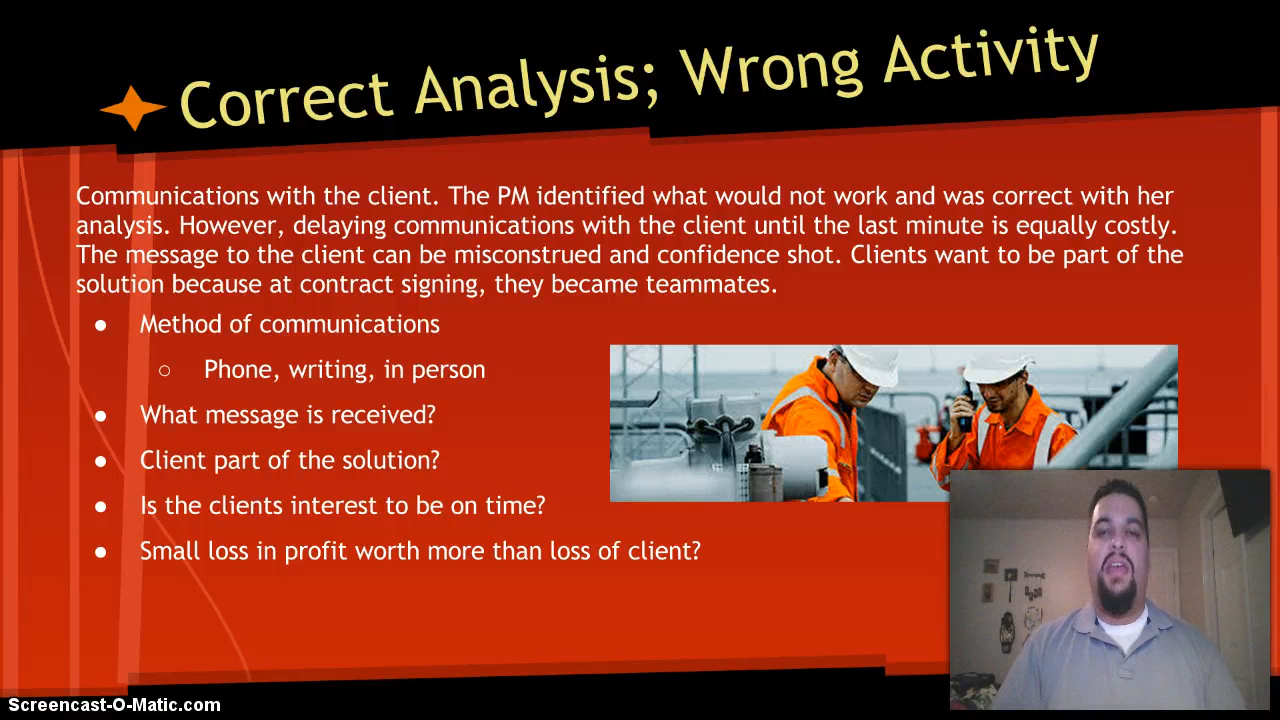 Correct Analysis; Wrong Activity
Communications with the client. The PM identified what would not work and was correct with her
analysis. However, delaying communications with the client until the last minute is equally costly.
The message to the client can be misconstrued and confidence shot. Clients want to be part of the
solution because at contract signing, they became teammates.
● Method of communications
○ Phone, writing, in person
● What message is received?
● Client part of the solution?
● Is the clients interest to be on time?
● Small loss in profit worth more than loss of client?
Screencast-O-Matic.com